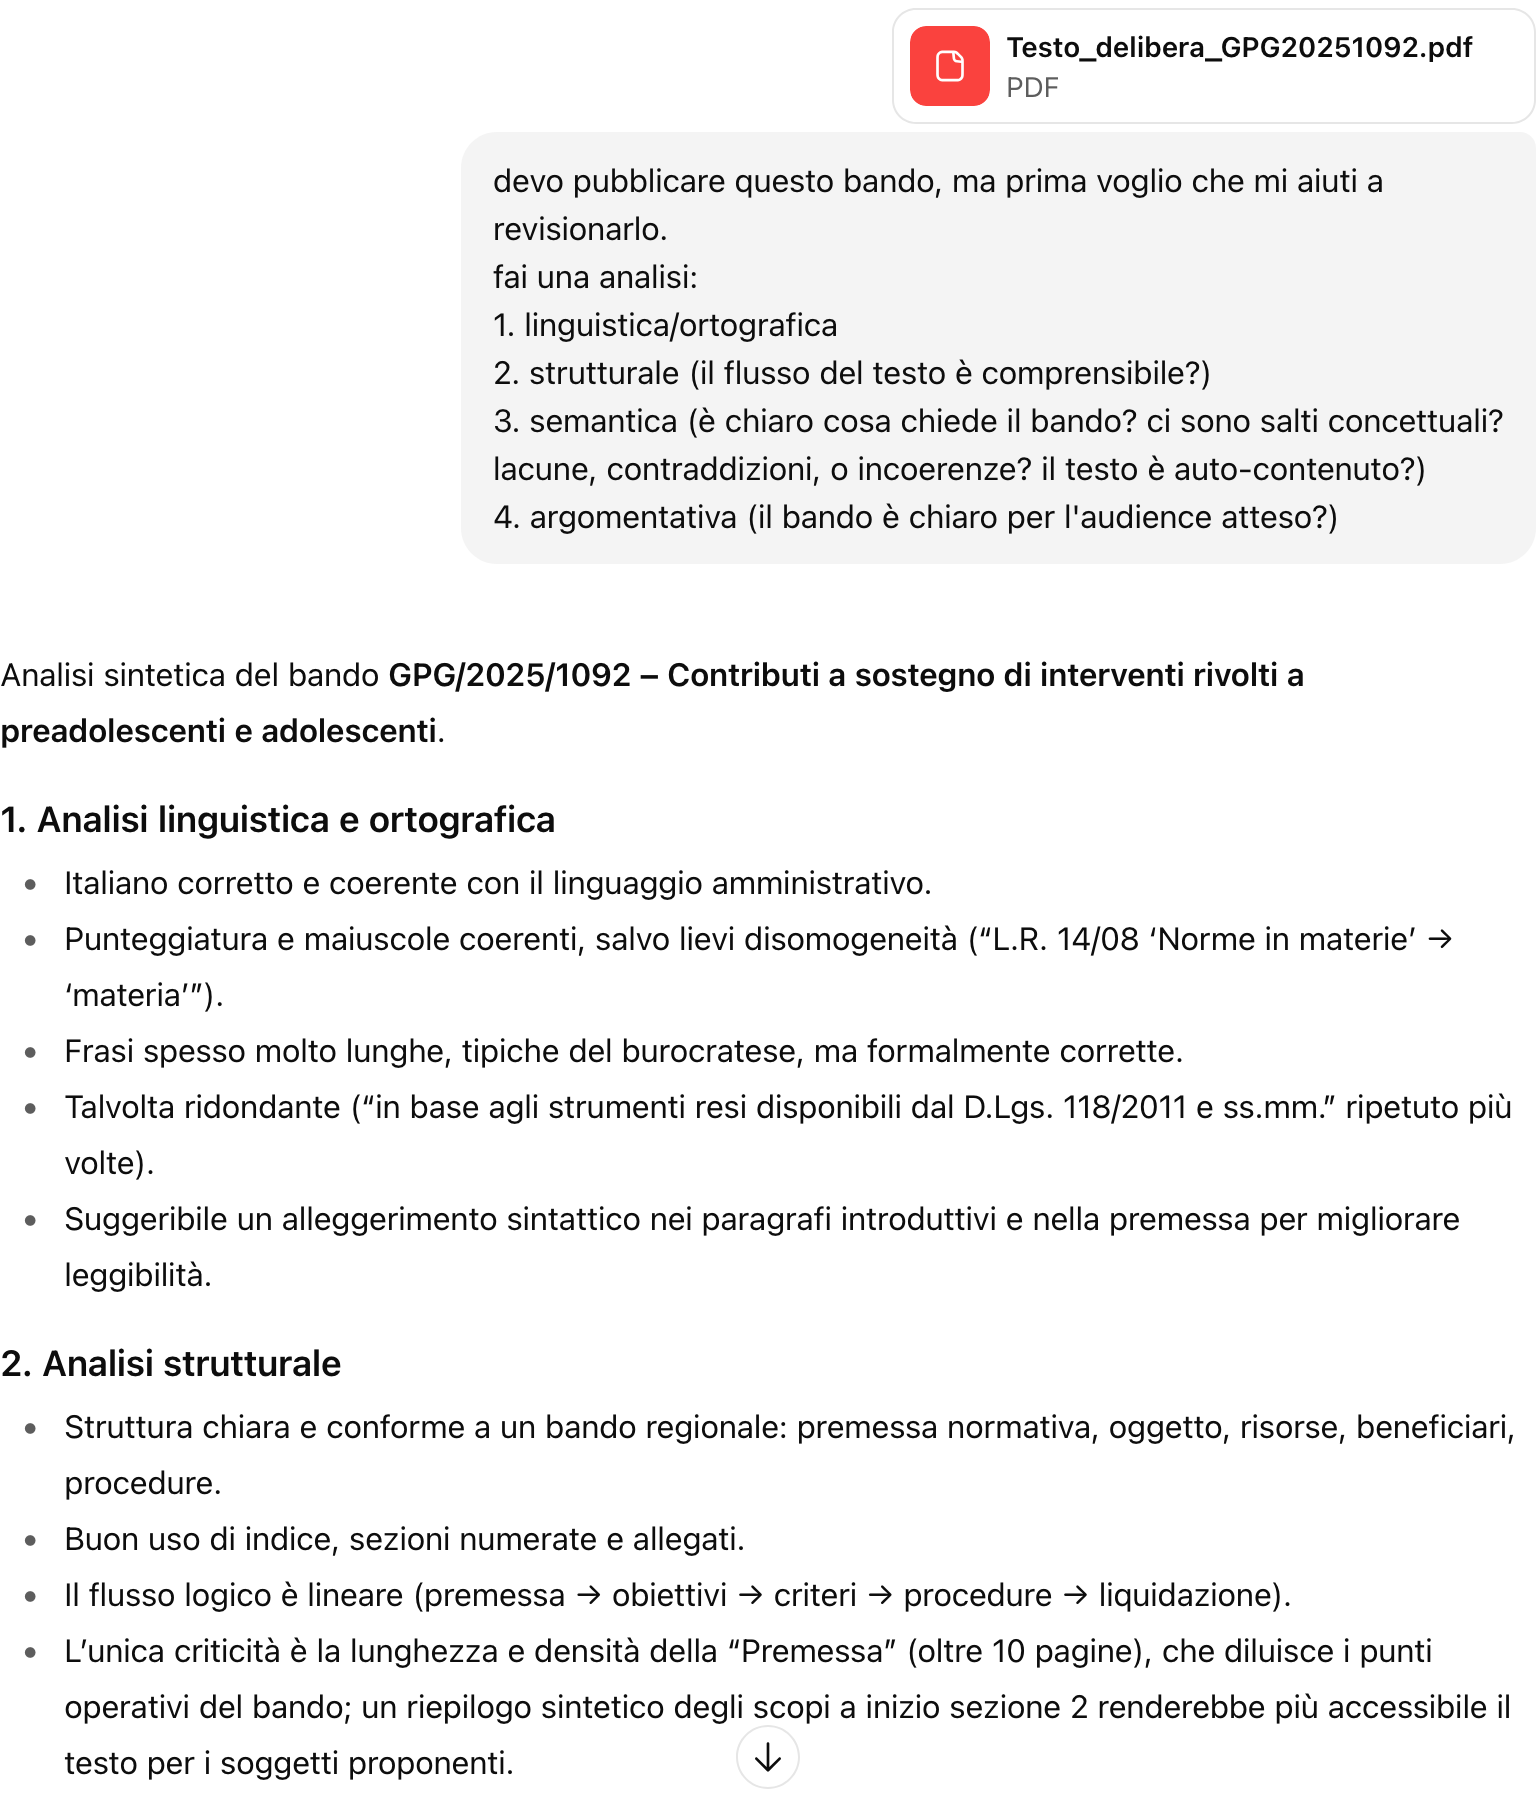 Testo_delibera_GPG20251092.pdf
PDF
devo pubblicare questo bando, ma prima voglio che mi aiuti a
revisionarlo.
fai una analisi:
1. linguistica/ortografica
2. strutturale (il flusso del testo è comprensibile?)
3. semantica (è chiaro cosa chiede il bando? ci sono salti concettuali?
lacune, contraddizioni, o incoerenze? il testo è auto-contenuto?)
4. argomentativa (il bando è chiaro per l'audience atteso?)
Analisi sintetica del bando GPG/2025/1092 – Contributi a sostegno di interventi rivolti a
preadolescenti e adolescenti.
1. Analisi linguistica e ortografica
• Italiano corretto e coerente con il linguaggio amministrativo.
• Punteggiatura e maiuscole coerenti, salvo lievi disomogeneità (“L.R. 14/08 ‘Norme in materie’ →
‘materia’”).
• Frasi spesso molto lunghe, tipiche del burocratese, ma formalmente corrette.
• Talvolta ridondante (“in base agli strumenti resi disponibili dal D.Lgs. 118/2011 e ss.mm.” ripetuto più
volte).
• Suggeribile un alleggerimento sintattico nei paragrafi introduttivi e nella premessa per migliorare
leggibilità.
2. Analisi strutturale
• Struttura chiara e conforme a un bando regionale: premessa normativa, oggetto, risorse, beneficiari,
procedure.
• Buon uso di indice, sezioni numerate e allegati.
• Il flusso logico è lineare (premessa → obiettivi → criteri → procedure → liquidazione).
• L’unica criticità è la lunghezza e densità della “Premessa” (oltre 10 pagine), che diluisce i punti
operativi del bando; un riepilogo sintetico degli scopi a inizio sezione 2 renderebbe più accessibile il
testo per i soggetti proponenti.